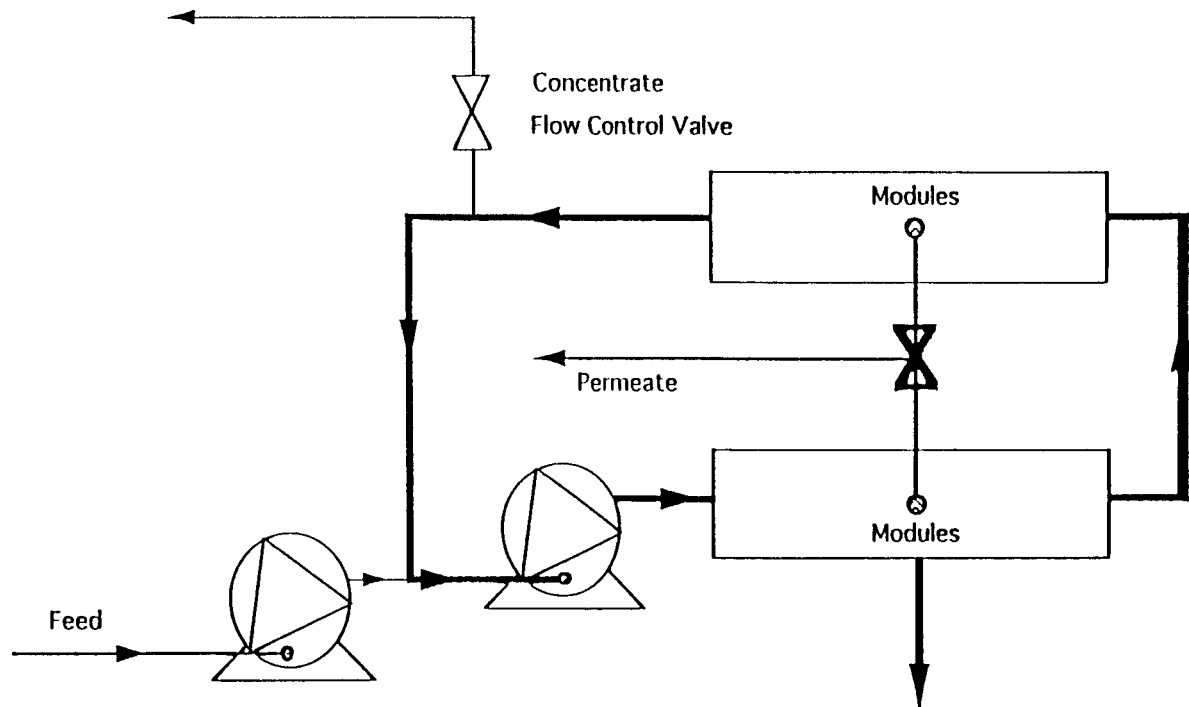 Concentrate
Flow Control Valve
Modules
Permeate
Modules
Feed